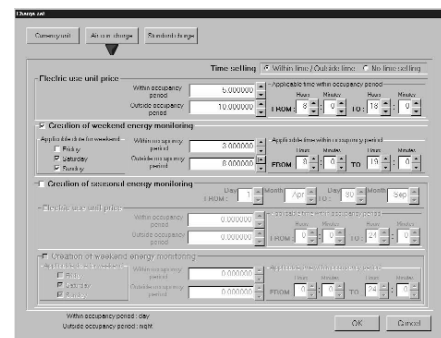 Charge set
Currency unit
Air con. charge
Standard charge
Time setting
Within time / Outside time
No time setting
Electric use unit price
Within occupancy period
5.000000
Outside occupancy period
10.000000
Applicable time within occupancy period
Hours Minutes Hours Minutes
FROM : 8 : 0 TO : 18 : 0
Creation of weekend energy monitoring
Applicable date for weekend
Friday
Saturday
Sunday
Within occupancy period
3.000000
Outside occupancy period
8.000000
Applicable time within occupancy period
Hours Minutes Hours Minutes
FROM 8 : 0 TO 19 : 0
Creation of seasonal energy monitoring
Day Month Day Month
FROM : 1 Apr TO : 30 Sep
Electric use unit price
Within occupancy period
0.000000
Outside occupancy period
0.000000
Applicable time within occupancy period
Hours Minutes Hours Minutes
FROM : 0 : 0 TO : 24 : 0
Creation of weekend energy monitoring
Applicable date for weekend
Friday
Saturday
Sunday
Within occupancy period
0.000000
Outside occupancy period
0.000000
Applicable time within occupancy period
Hours Minutes Hours Minutes
FROM 0 : 0 TO 24 : 0
Within occupancy period : day
Outside occupancy period : night
OK
Cancel